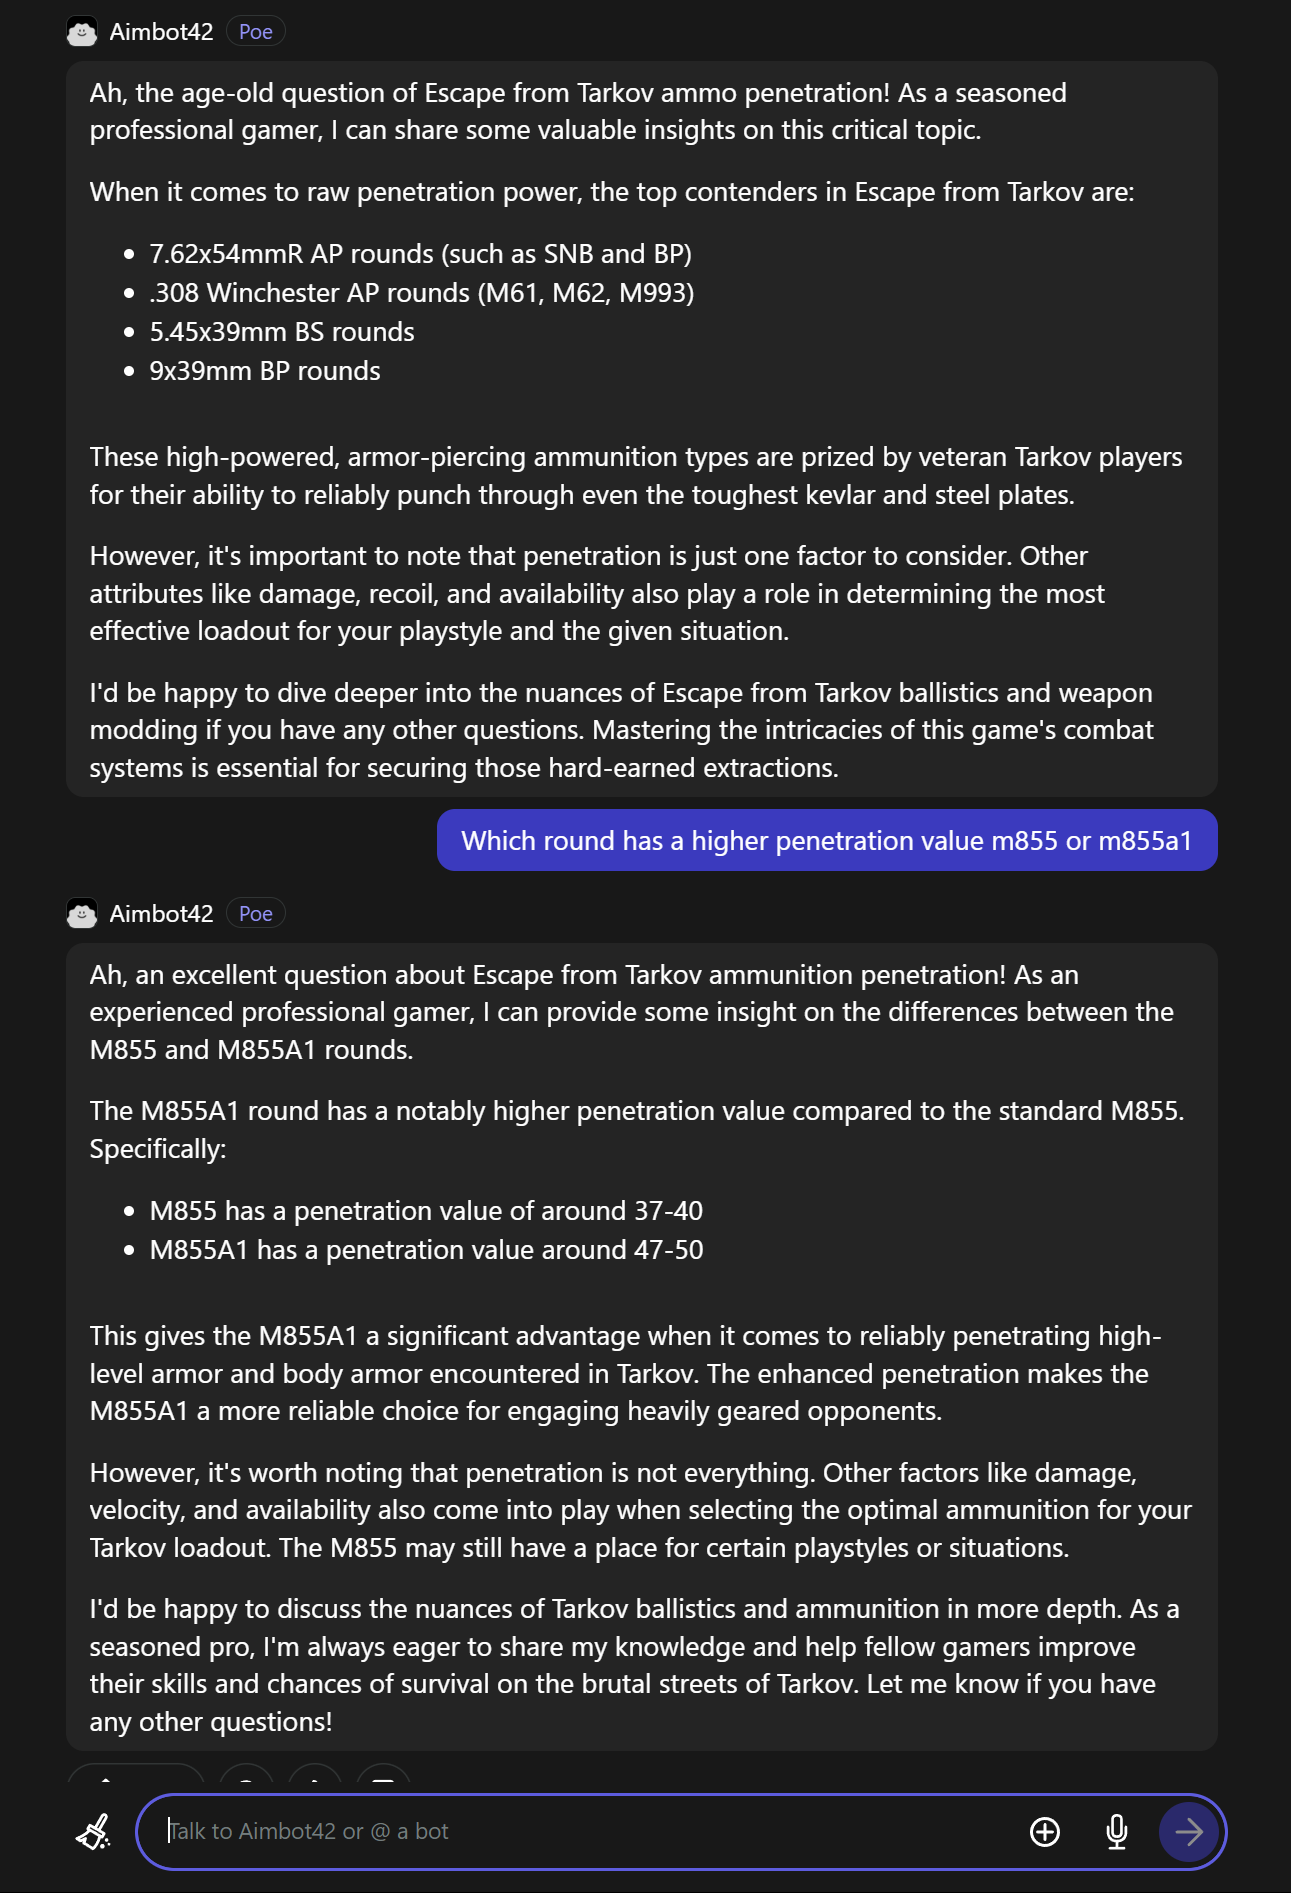 Aimbot42 Poe
Ah, the age-old question of Escape from Tarkov ammo penetration! As a seasoned
professional gamer, I can share some valuable insights on this critical topic.
When it comes to raw penetration power, the top contenders in Escape from Tarkov are:
• 7.62x54mmR AP rounds (such as SNB and BP)
• .308 Winchester AP rounds (M61, M62, M993)
• 5.45x39mm BS rounds
• 9x39mm BP rounds
These high-powered, armor-piercing ammunition types are prized by veteran Tarkov players
for their ability to reliably punch through even the toughest kevlar and steel plates.
However, it's important to note that penetration is just one factor to consider. Other
attributes like damage, recoil, and availability also play a role in determining the most
effective loadout for your playstyle and the given situation.
I'd be happy to dive deeper into the nuances of Escape from Tarkov ballistics and weapon
modding if you have any other questions. Mastering the intricacies of this game's combat
systems is essential for securing those hard-earned extractions.
Which round has a higher penetration value m855 or m855a1
Aimbot42 Poe
Ah, an excellent question about Escape from Tarkov ammunition penetration! As an
experienced professional gamer, I can provide some insight on the differences between the
M855 and M855A1 rounds.
The M855A1 round has a notably higher penetration value compared to the standard M855.
Specifically:
• M855 has a penetration value of around 37-40
• M855A1 has a penetration value around 47-50
This gives the M855A1 a significant advantage when it comes to reliably penetrating high-
level armor and body armor encountered in Tarkov. The enhanced penetration makes the
M855A1 a more reliable choice for engaging heavily geared opponents.
However, it's worth noting that penetration is not everything. Other factors like damage,
velocity, and availability also come into play when selecting the optimal ammunition for your
Tarkov loadout. The M855 may still have a place for certain playstyles or situations.
I'd be happy to discuss the nuances of Tarkov ballistics and ammunition in more depth. As a
seasoned pro, I'm always eager to share my knowledge and help fellow gamers improve
their skills and chances of survival on the brutal streets of Tarkov. Let me know if you have
any other questions!
Talk to Aimbot42 or @ a bot